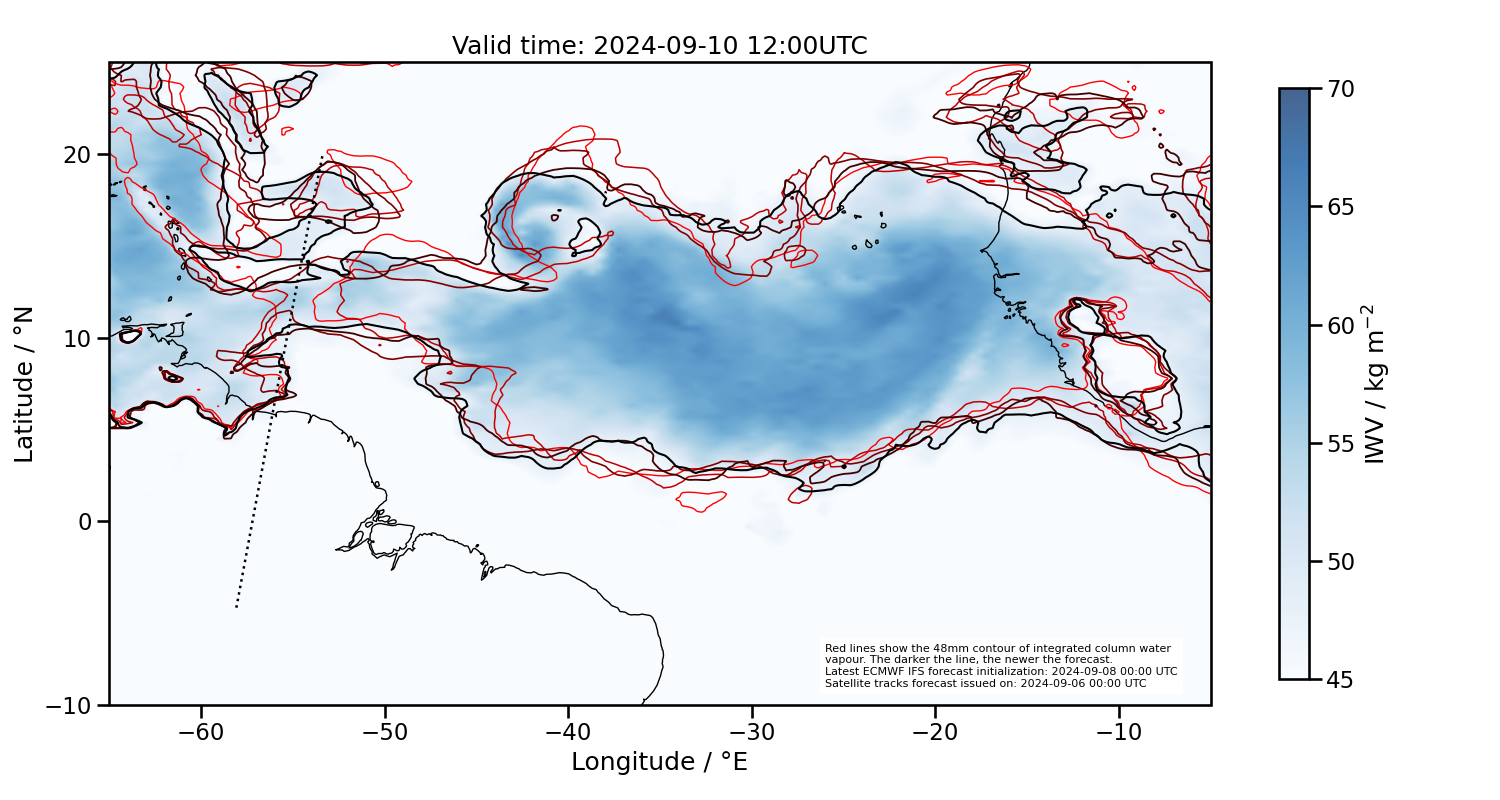 Valid time: 2024-09-10 12:00UTC
70
65
60
55
50
45
IWV / kg m⁻²
20
10
0
−10
Latitude / °N
−60
−50
−40
−30
−20
−10
Longitude / °E
Red lines show the 48mm contour of integrated column water
vapour. The darker the line, the newer the forecast.
Latest ECMWF IFS forecast initialization: 2024-09-08 00:00 UTC
Satellite tracks forecast issued on: 2024-09-06 00:00 UTC